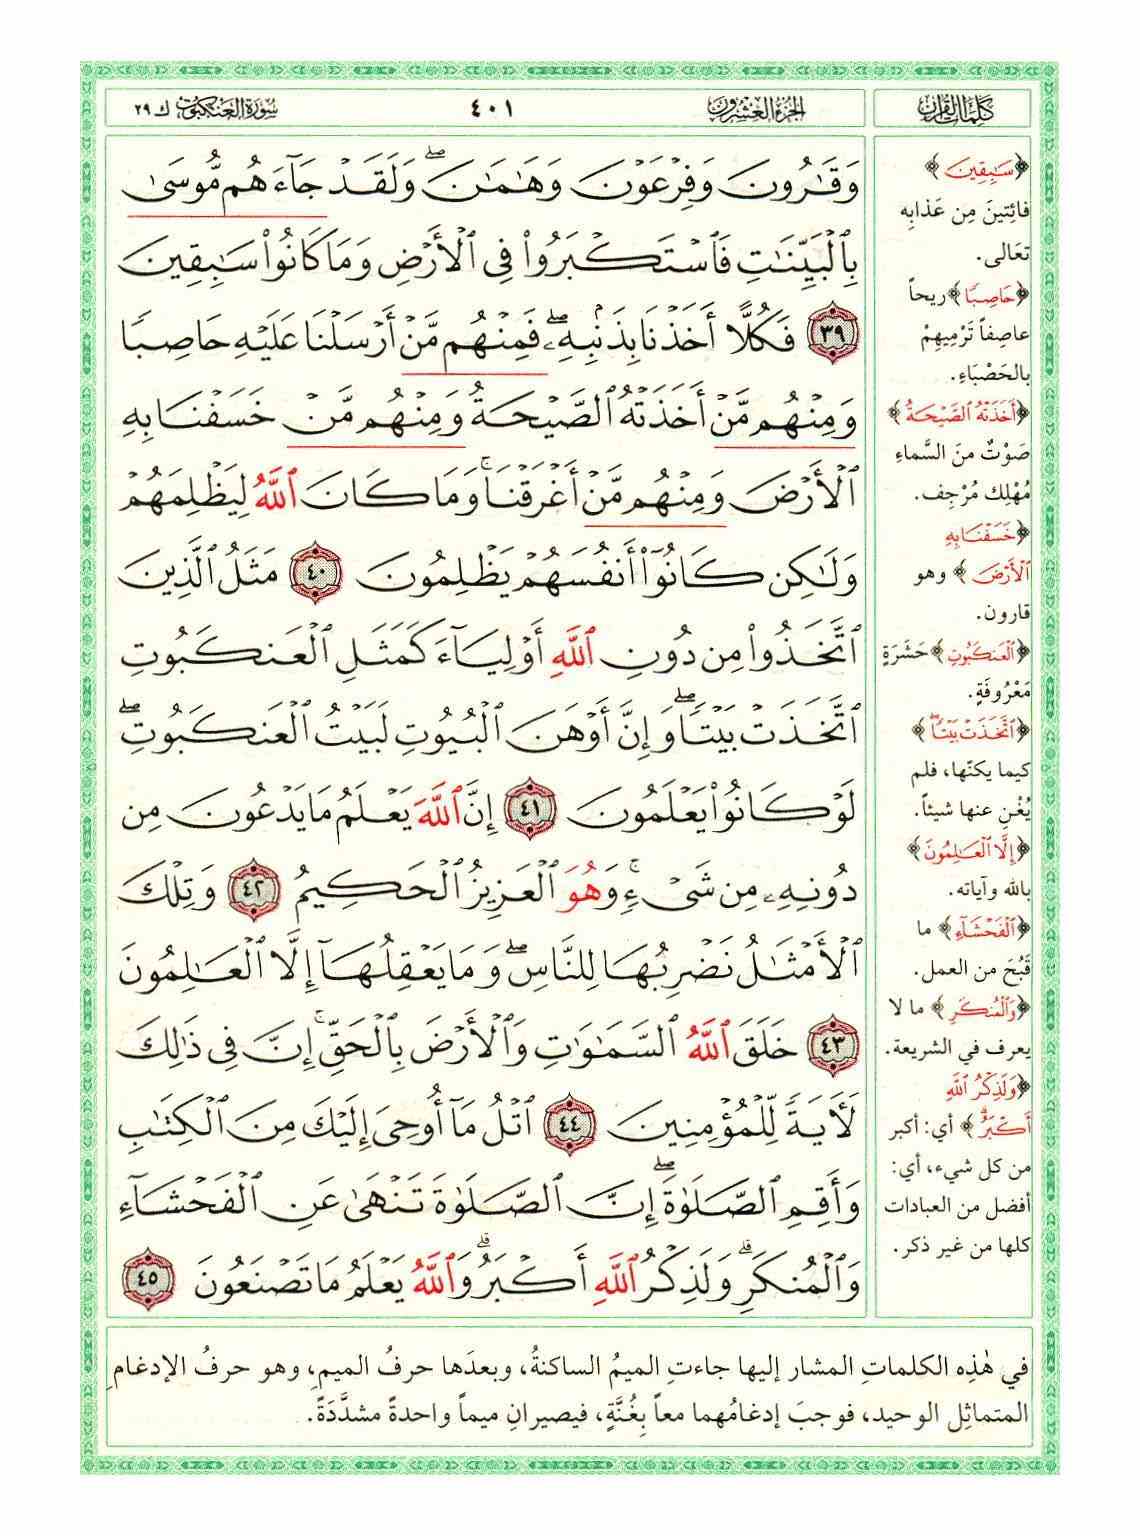 كلمات القرآن
الجزء العشرون
٤٠١
سورة العنكبوت ك ٢٩
وَقَٰرُونَ وَفِرْعَوْنَ وَهَٰمَٰنَۖ وَلَقَدْ جَآءَهُم مُّوسَىٰ
بِٱلْبَيِّنَٰتِ فَٱسْتَكْبَرُوا۟ فِى ٱلْأَرْضِ وَمَا كَانُوا۟ سَٰبِقِينَ
٣٩ فَكُلًّا أَخَذْنَا بِذَنۢبِهِۦۖ فَمِنْهُم مَّنْ أَرْسَلْنَا عَلَيْهِ حَاصِبًا
وَمِنْهُم مَّنْ أَخَذَتْهُ ٱلصَّيْحَةُ وَمِنْهُم مَّنْ خَسَفْنَا بِهِ
ٱلْأَرْضَ وَمِنْهُم مَّنْ أَغْرَقْنَاۚ وَمَا كَانَ ٱللَّهُ لِيَظْلِمَهُمْ
وَلَٰكِن كَانُوٓا۟ أَنفُسَهُمْ يَظْلِمُونَ ٤٠ مَثَلُ ٱلَّذِينَ
ٱتَّخَذُوا۟ مِن دُونِ ٱللَّهِ أَوْلِيَآءَ كَمَثَلِ ٱلْعَنكَبُوتِ
ٱتَّخَذَتْ بَيْتًاۖ وَإِنَّ أَوْهَنَ ٱلْبُيُوتِ لَبَيْتُ ٱلْعَنكَبُوتِۖ
لَوْ كَانُوا۟ يَعْلَمُونَ ٤١ إِنَّ ٱللَّهَ يَعْلَمُ مَا يَدْعُونَ مِن
دُونِهِۦ مِن شَىْءٍۚ وَهُوَ ٱلْعَزِيزُ ٱلْحَكِيمُ ٤٢ وَتِلْكَ
ٱلْأَمْثَٰلُ نَضْرِبُهَا لِلنَّاسِۖ وَمَا يَعْقِلُهَآ إِلَّا ٱلْعَٰلِمُونَ
٤٣ خَلَقَ ٱللَّهُ ٱلسَّمَٰوَٰتِ وَٱلْأَرْضَ بِٱلْحَقِّۚ إِنَّ فِى ذَٰلِكَ
لَءَايَةً لِّلْمُؤْمِنِينَ ٤٤ ٱتْلُ مَآ أُوحِىَ إِلَيْكَ مِنَ ٱلْكِتَٰبِ
وَأَقِمِ ٱلصَّلَوٰةَۖ إِنَّ ٱلصَّلَوٰةَ تَنْهَىٰ عَنِ ٱلْفَحْشَآءِ
وَٱلْمُنكَرِۗ وَلَذِكْرُ ٱللَّهِ أَكْبَرُۗ وَٱللَّهُ يَعْلَمُ مَا تَصْنَعُونَ ٤٥
﴿سَٰبِقِينَ﴾
فائِتينَ مِن عَذابِه
تعَالى.
﴿حَاصِبًا﴾ ريحاً
عاصِفاً تَرْمِيهِمْ
بالحَصْبَاءِ.
﴿أَخَذَتْهُ ٱلصَّيْحَةُ﴾
صَوْتٌ منَ السَّماءِ
مُهْلِك مُرْجِف.
﴿خَسَفْنَا بِهِ
ٱلْأَرْضَ﴾ وهو
قارون.
﴿ٱلْعَنكَبُوتِ﴾ حَشَرَةٍ
مَعْرُوفَةٍ.
﴿ٱتَّخَذَتْ بَيْتًاۖ﴾
كيما يكنّها، فلم
يُغْنِ عنها شيئاً.
﴿إِلَّا ٱلْعَٰلِمُونَ﴾
بالله وآياته.
﴿ٱلْفَحْشَآءِ﴾ ما
قَبُحَ من العمل.
﴿وَٱلْمُنكَرِ﴾ ما لا
يعرف في الشريعة.
﴿وَلَذِكْرُ ٱللَّهِ
أَكْبَرُۗ﴾ أي: أكبر
من كل شيء، أي:
أفضل من العبادات
كلها من غير ذكر.
في هٰذِه الكلماتِ المشار إليها جاءتِ الميمُ الساكنةُ، وبعدَها حرفُ الميمِ، وهو حرفُ الإدغامِ
المتماثِل الوحيد، فوجبَ إدغامُهما معاً بِغُنَّةٍ، فيصيرانِ ميماً واحدةً مشدَّدَةً.